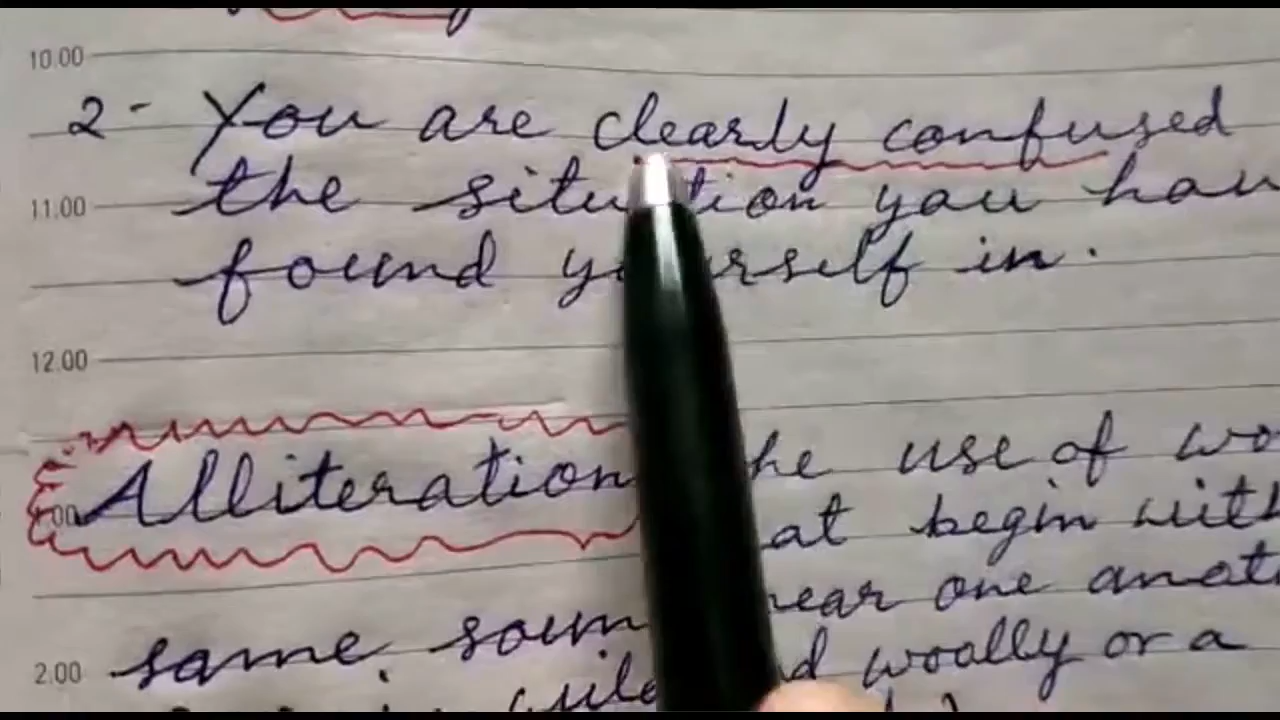 10.00
2- You are clearly confused
11.00 the situation you hav
found yourself in.
12.00
Alliteration he use of wo
at begin with
near one anoth
same soun
2.00
woolly or a